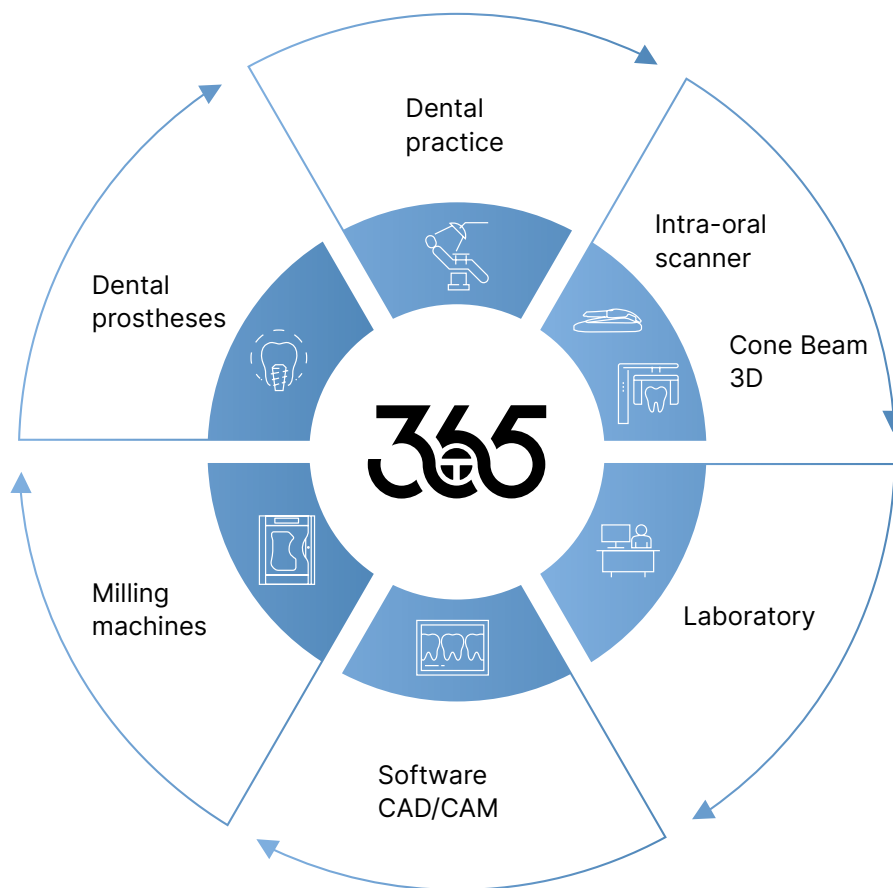 Dental
practice
Intra-oral
scanner
Cone Beam
3D
Laboratory
Software
CAD/CAM
Milling
machines
Dental
prostheses
365